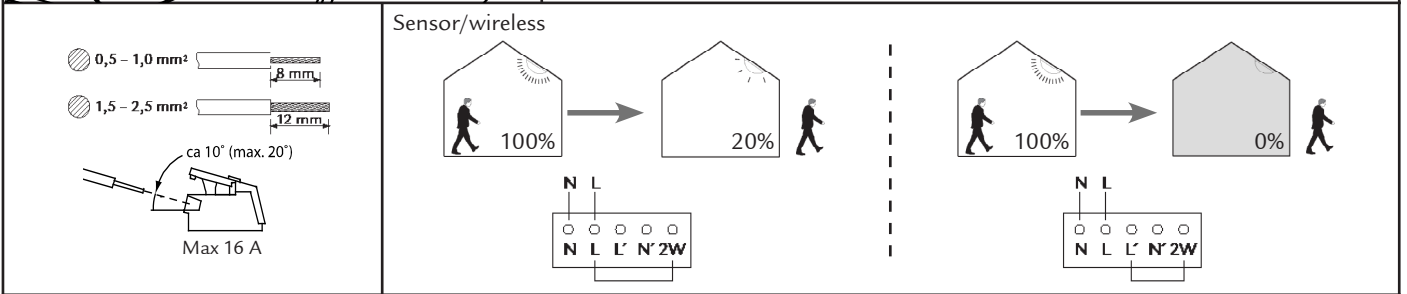 0,5 – 1,0 mm²
8 mm
1,5 – 2,5 mm²
12 mm
ca 10˚ (max. 20˚)
Max 16 A
Sensor/wireless
100%
20%
N L
N L L´ N´ 2W
100%
0%
N L
N L L´ N´ 2W